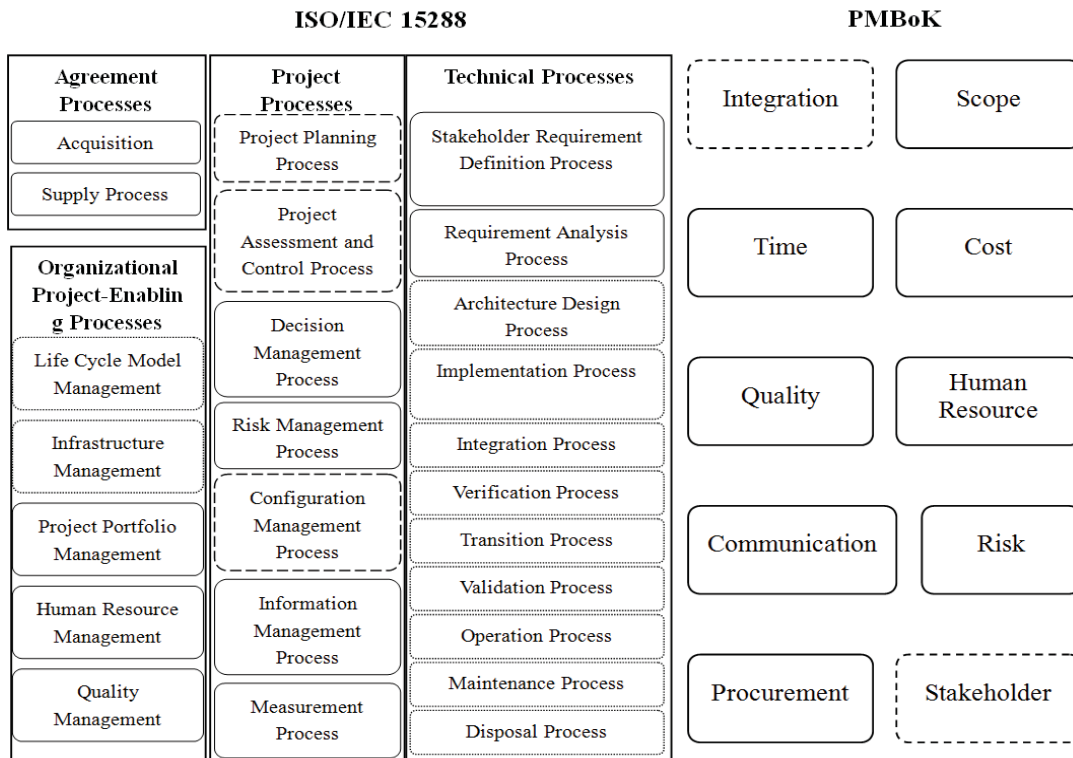 ISO/IEC 15288
PMBoK
Agreement
Processes
Acquisition
Supply Process
Organizational
Project-Enablin
g Processes
Life Cycle Model
Management
Infrastructure
Management
Project Portfolio
Management
Human Resource
Management
Quality
Management
Project
Processes
Project Planning
Process
Project
Assessment and
Control Process
Decision
Management
Process
Risk Management
Process
Configuration
Management
Process
Information
Management
Process
Measurement
Process
Technical Processes
Stakeholder Requirement
Definition Process
Requirement Analysis
Process
Architecture Design
Process
Implementation Process
Integration Process
Verification Process
Transition Process
Validation Process
Operation Process
Maintenance Process
Disposal Process
Integration
Scope
Time
Cost
Quality
Human
Resource
Communication
Risk
Procurement
Stakeholder